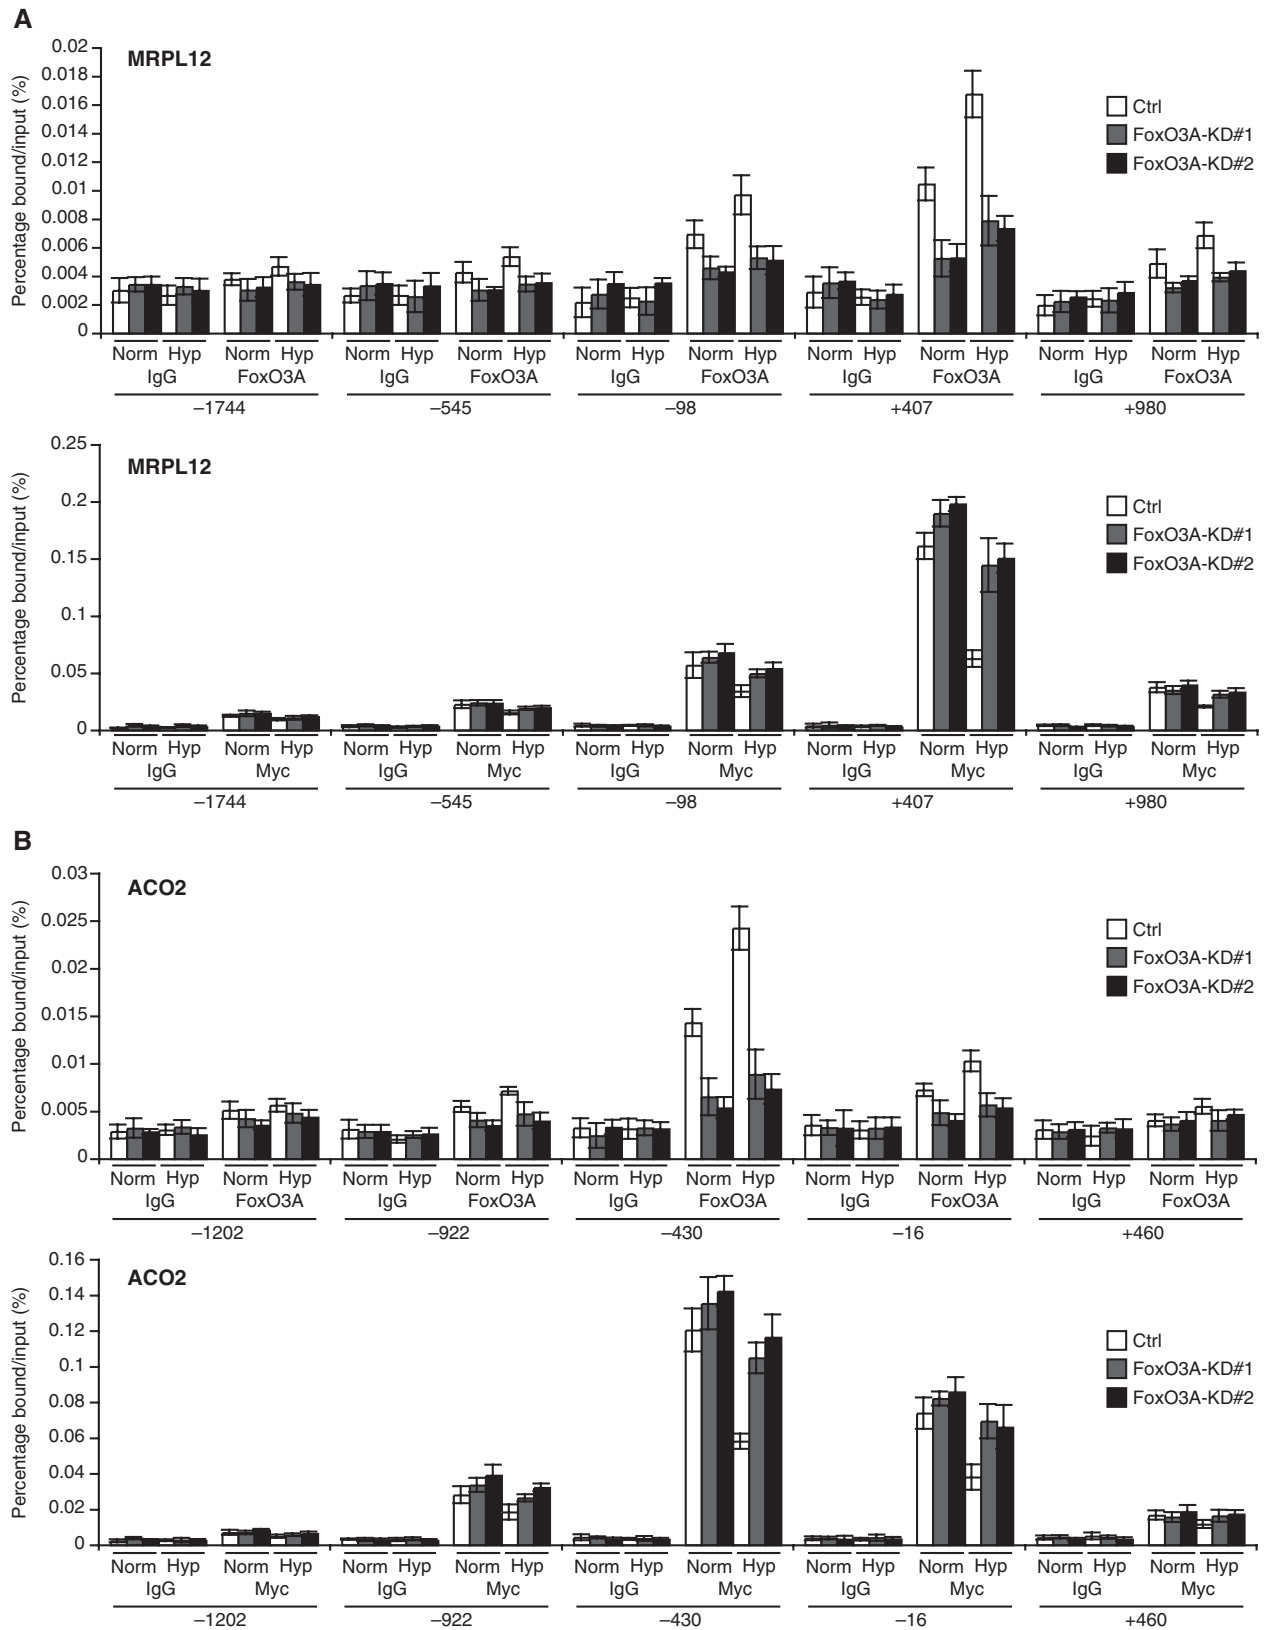 A
MRPL12
Percentage bound/input (%)
0.02
0.018
0.016
0.014
0.012
0.01
0.008
0.006
0.004
0.002
0
Ctrl
FoxO3A-KD#1
FoxO3A-KD#2
Norm Hyp Norm Hyp Norm Hyp Norm Hyp Norm Hyp Norm Hyp Norm Hyp Norm Hyp Norm Hyp Norm Hyp
IgG FoxO3A IgG FoxO3A IgG FoxO3A IgG FoxO3A IgG FoxO3A
–1744 –545 –98 +407 +980
MRPL12
Percentage bound/input (%)
0.25
0.2
0.15
0.1
0.05
0
Ctrl
FoxO3A-KD#1
FoxO3A-KD#2
Norm Hyp Norm Hyp Norm Hyp Norm Hyp Norm Hyp Norm Hyp Norm Hyp Norm Hyp Norm Hyp Norm Hyp
IgG Myc IgG Myc IgG Myc IgG Myc IgG Myc
–1744 –545 –98 +407 +980
B
ACO2
Percentage bound/input (%)
0.03
0.025
0.02
0.015
0.01
0.005
0
Ctrl
FoxO3A-KD#1
FoxO3A-KD#2
Norm Hyp Norm Hyp Norm Hyp Norm Hyp Norm Hyp Norm Hyp Norm Hyp Norm Hyp Norm Hyp Norm Hyp
IgG FoxO3A IgG FoxO3A IgG FoxO3A IgG FoxO3A IgG FoxO3A
–1202 –922 –430 –16 +460
ACO2
Percentage bound/input (%)
0.16
0.14
0.12
0.1
0.08
0.06
0.04
0.02
0
Ctrl
FoxO3A-KD#1
FoxO3A-KD#2
Norm Hyp Norm Hyp Norm Hyp Norm Hyp Norm Hyp Norm Hyp Norm Hyp Norm Hyp Norm Hyp Norm Hyp
IgG Myc IgG Myc IgG Myc IgG Myc IgG Myc
–1202 –922 –430 –16 +460